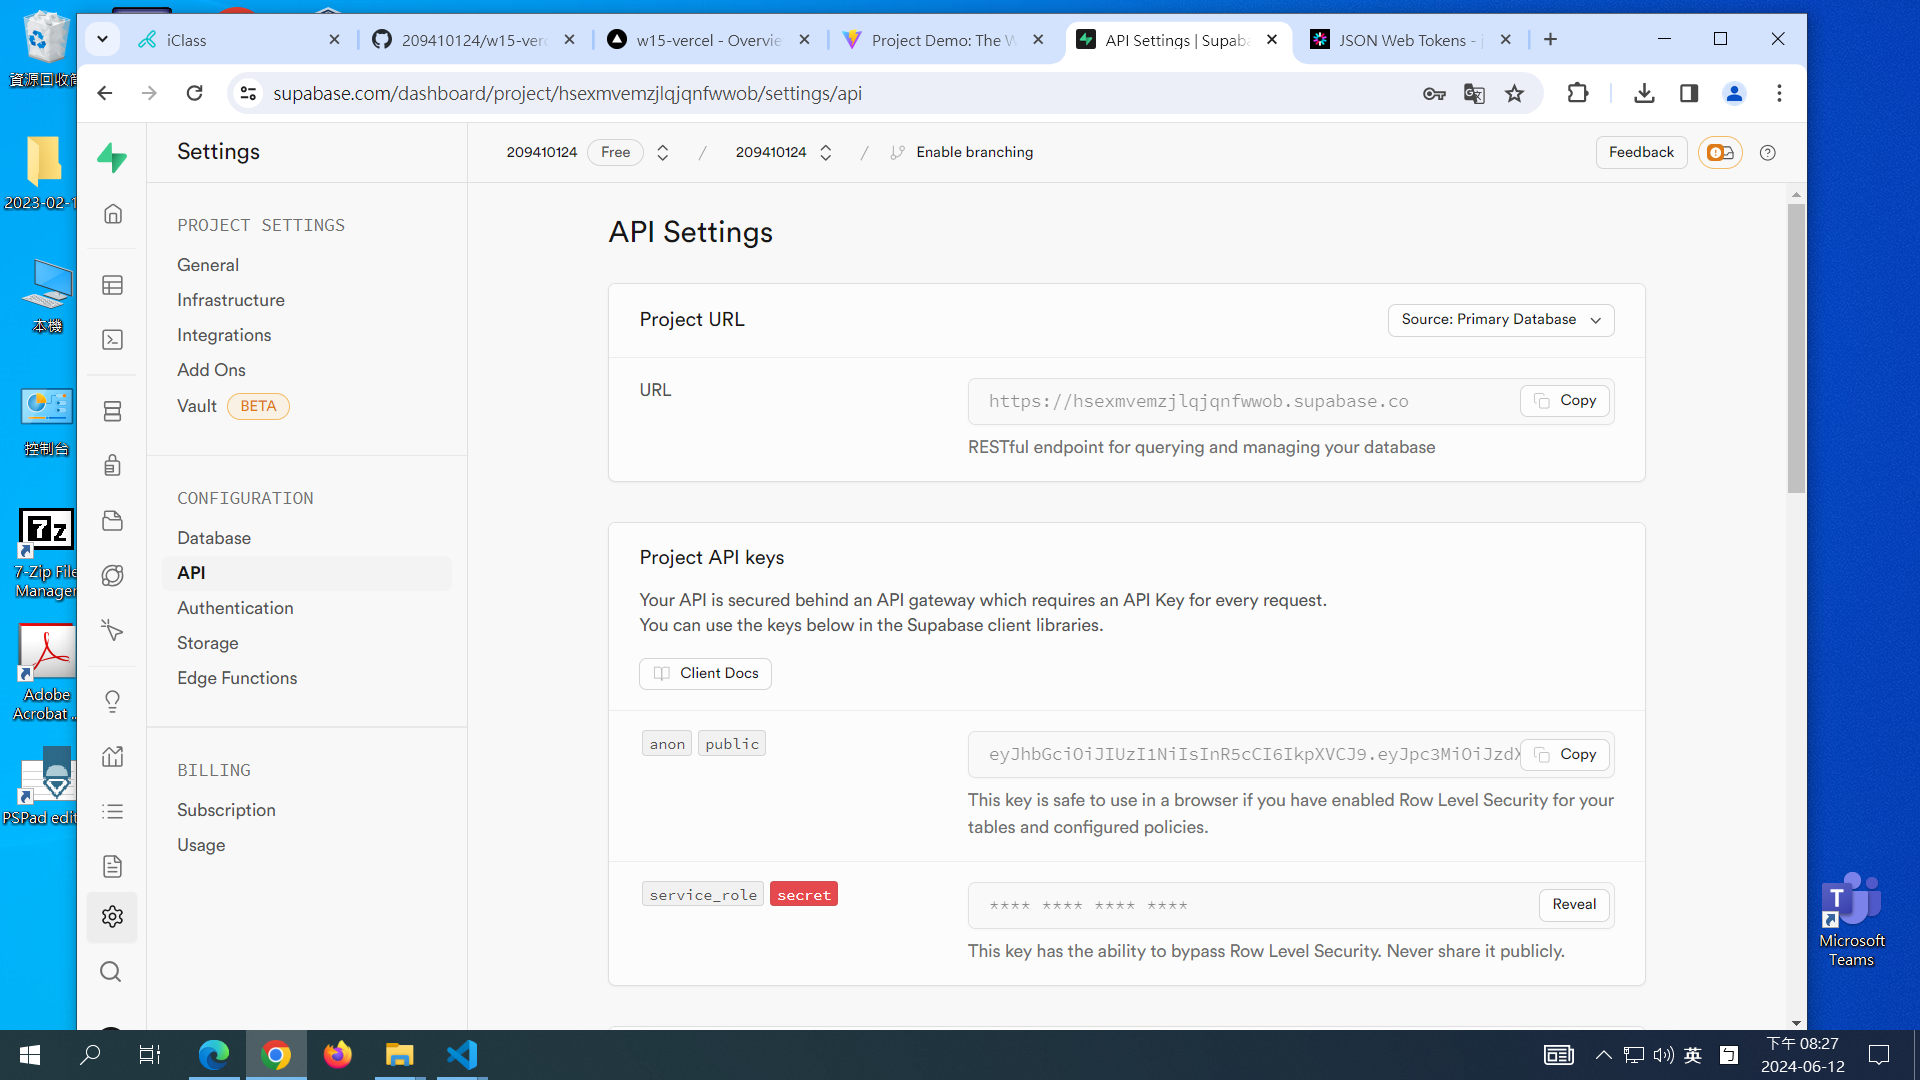 iClass
209410124/w15-verc
w15-vercel - Overvie
Project Demo: The W
API Settings | Supaba
JSON Web Tokens - j
supabase.com/dashboard/project/hsexmvemzjlqjqnfwwob/settings/api
Settings
209410124
Free
/
209410124
/
Enable branching
Feedback
PROJECT SETTINGS
General
Infrastructure
Integrations
Add Ons
Vault
BETA
CONFIGURATION
Database
API
Authentication
Storage
Edge Functions
BILLING
Subscription
Usage
API Settings
Project URL
Source: Primary Database
URL
https://hsexmvemzjlqjqnfwwob.supabase.co
Copy
RESTful endpoint for querying and managing your database
Project API keys
Your API is secured behind an API gateway which requires an API Key for every request.
You can use the keys below in the Supabase client libraries.
Client Docs
anon
public
eyJhbGciOiJIUzI1NiIsInR5cCI6IkpXVCJ9.eyJpc3MiOiJzdX
Copy
This key is safe to use in a browser if you have enabled Row Level Security for your
tables and configured policies.
service_role
secret
**** **** **** ****
Reveal
This key has the ability to bypass Row Level Security. Never share it publicly.
資源回收筒
2023-02-1
本機
控制台
7z
7-Zip File
Manager
Adobe
Acrobat ...
PSPad edit
T
Microsoft
Teams
英
ㄅ
下午 08:27
2024-06-12